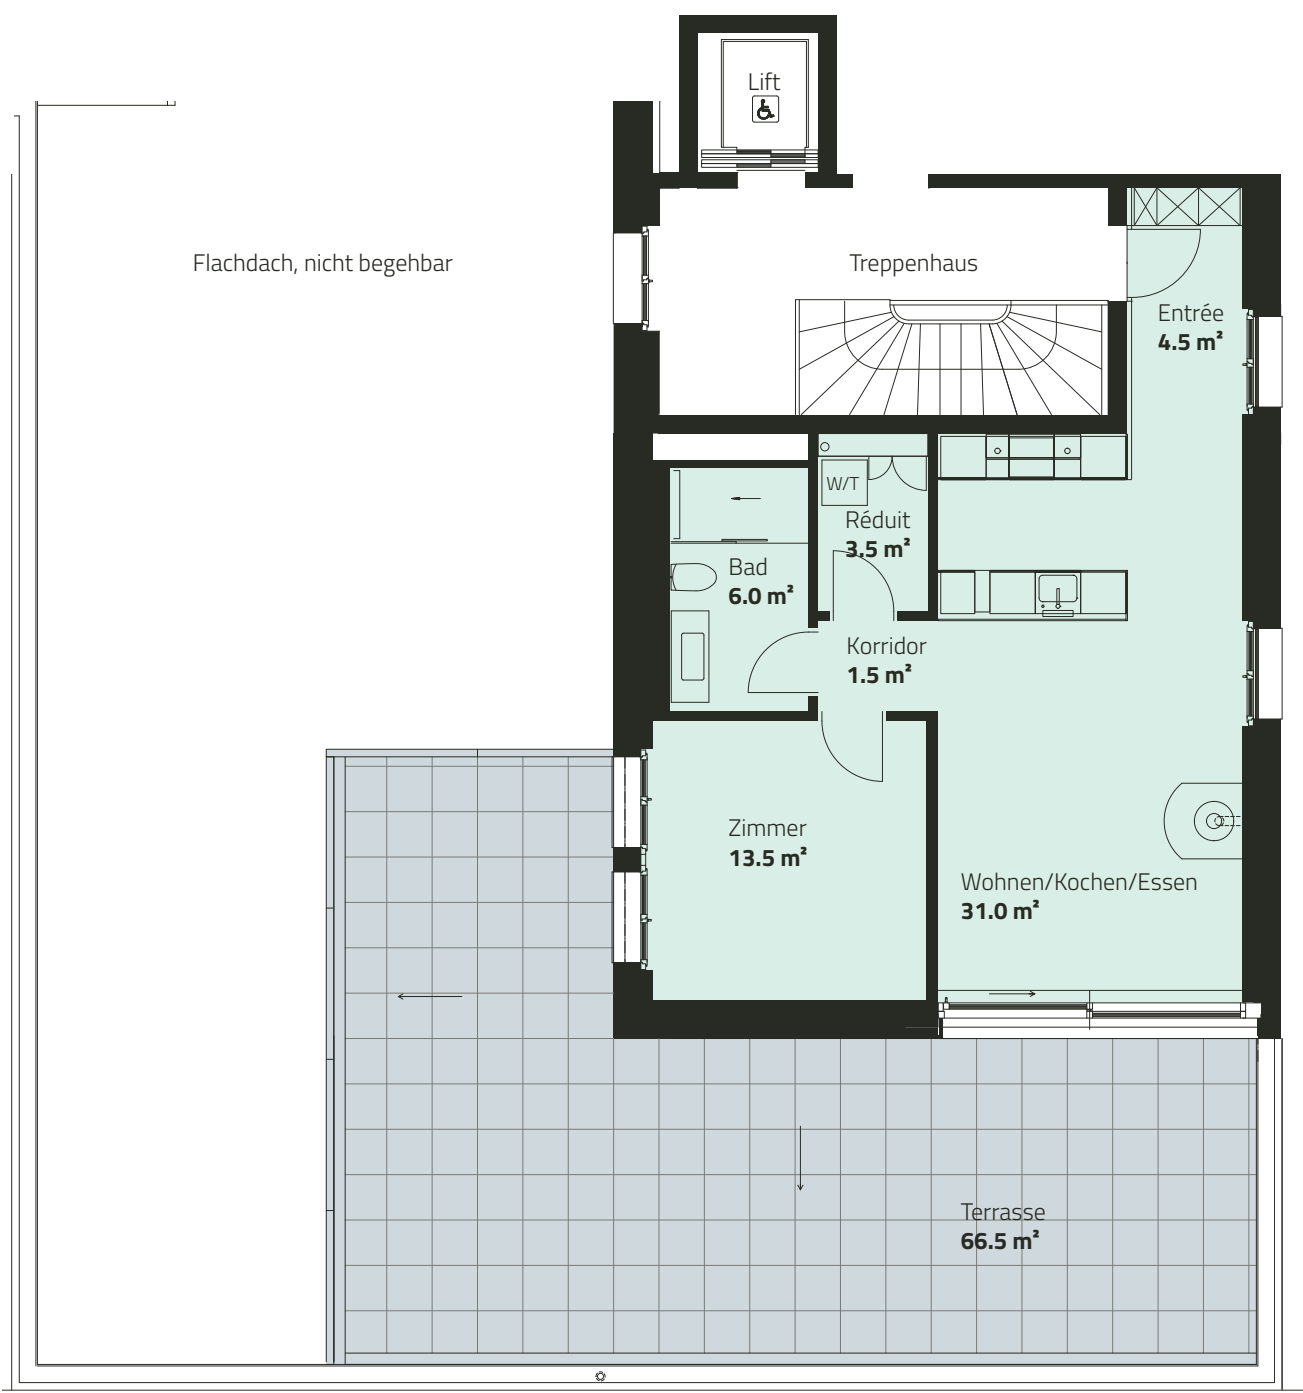 Lift
Flachdach, nicht begehbar
Treppenhaus
Entrée
4.5 m²
W/T
Réduit
3.5 m²
Bad
6.0 m²
Korridor
1.5 m²
Zimmer
13.5 m²
Wohnen/Kochen/Essen
31.0 m²
Terrasse
66.5 m²